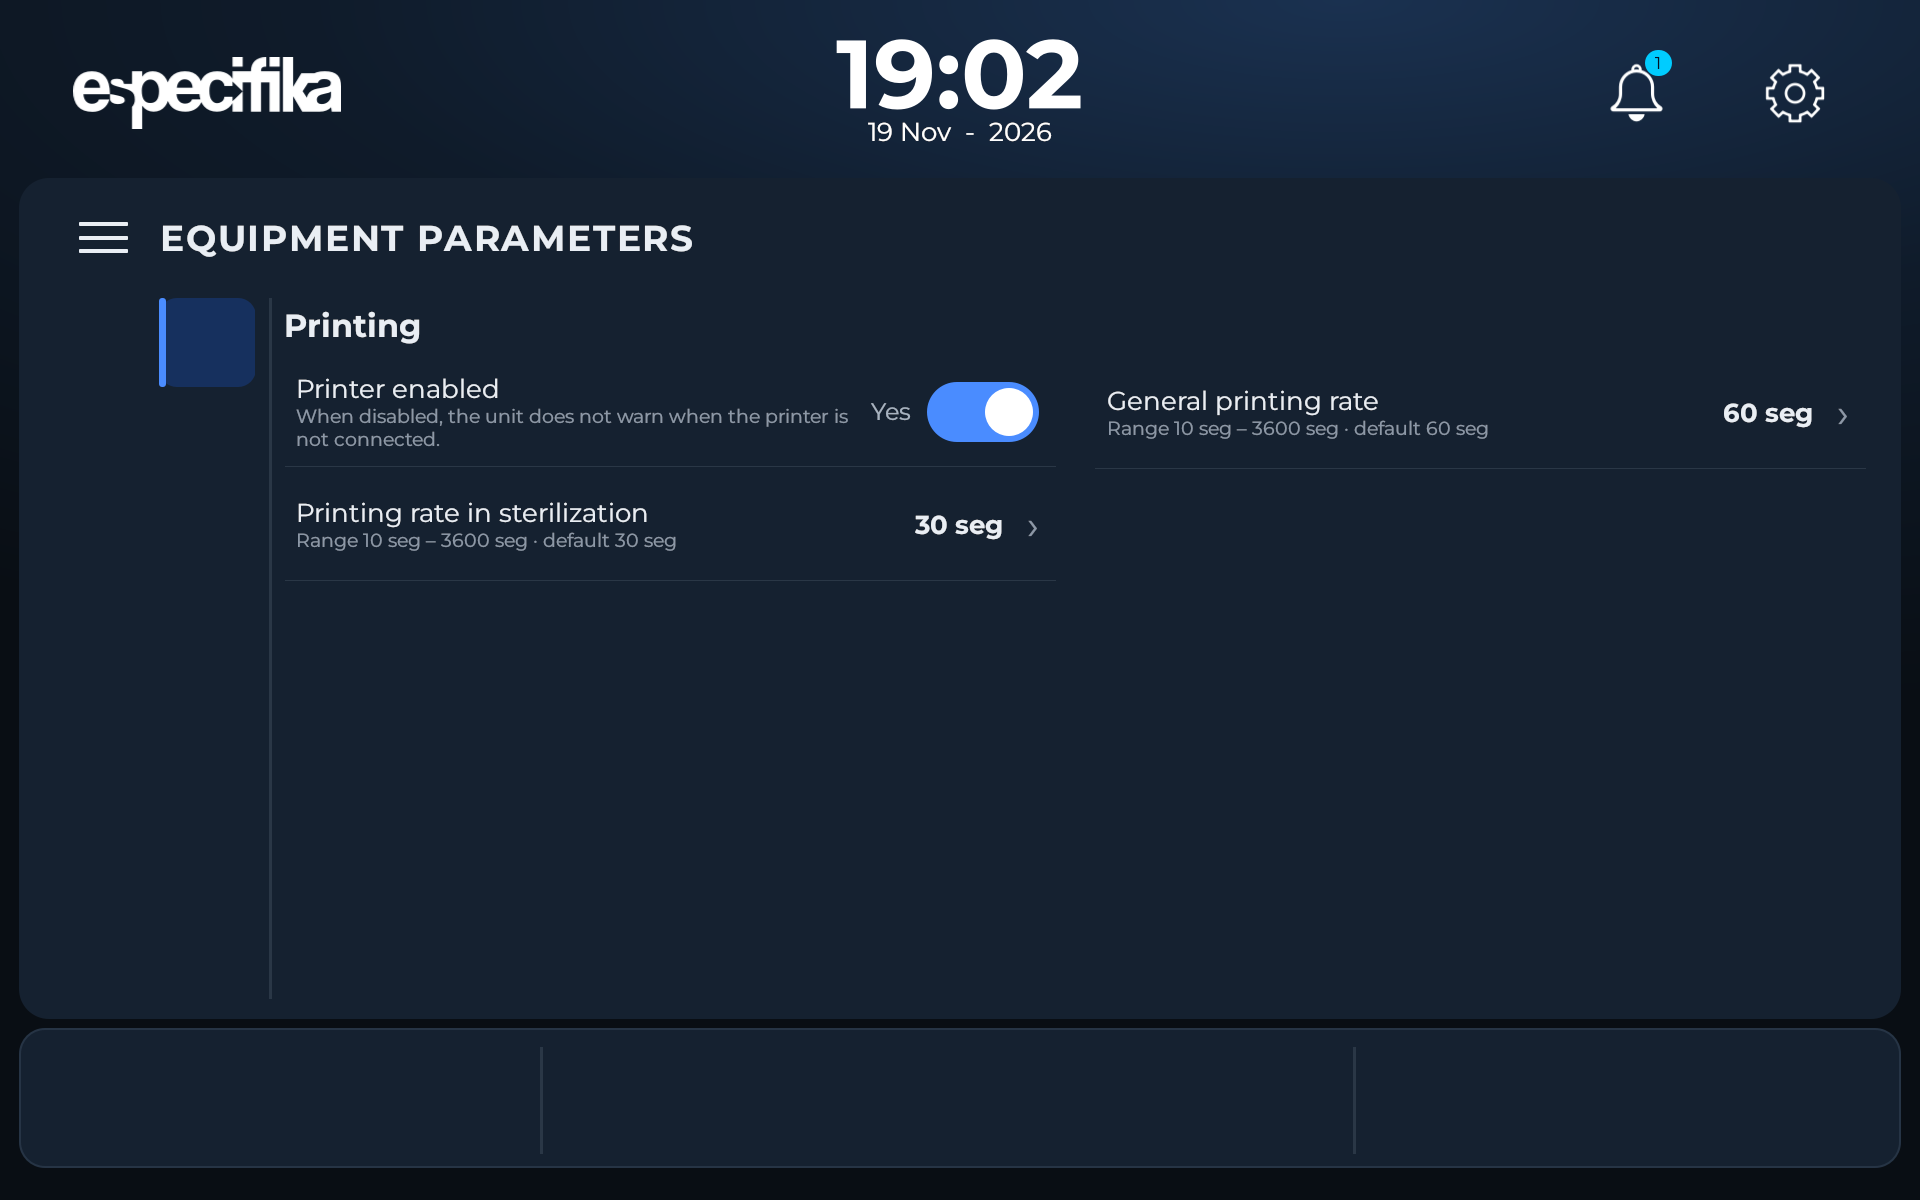 especifika
19:02
19 Nov - 2026
1
EQUIPMENT PARAMETERS
Printing
Printer enabled
When disabled, the unit does not warn when the printer is
not connected.
Yes
General printing rate
Range 10 seg – 3600 seg · default 60 seg
60 seg ›
Printing rate in sterilization
Range 10 seg – 3600 seg · default 30 seg
30 seg ›